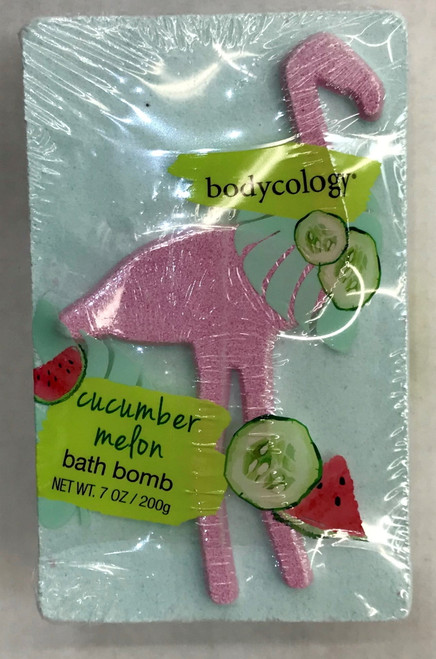 bodycology®
cucumber
melon
bath bomb
NET WT. 7 OZ / 200g